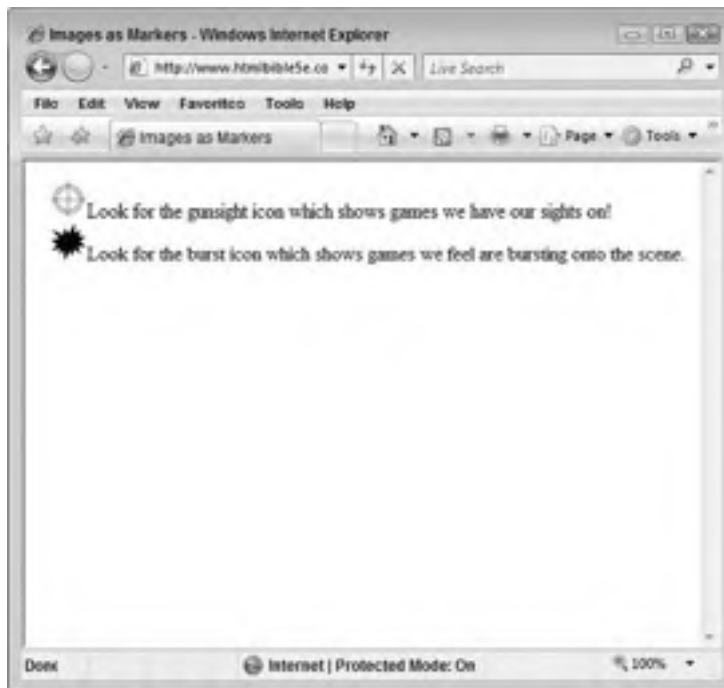 Images as Markers - Windows Internet Explorer
http://www.htmlbible5e.co
Live Search
File Edit View Favorites Tools Help
Images as Markers
Page
Tools
Look for the gunsight icon which shows games we have our sights on!
Look for the burst icon which shows games we feel are bursting onto the scene.
Done
Internet | Protected Mode: On
100%